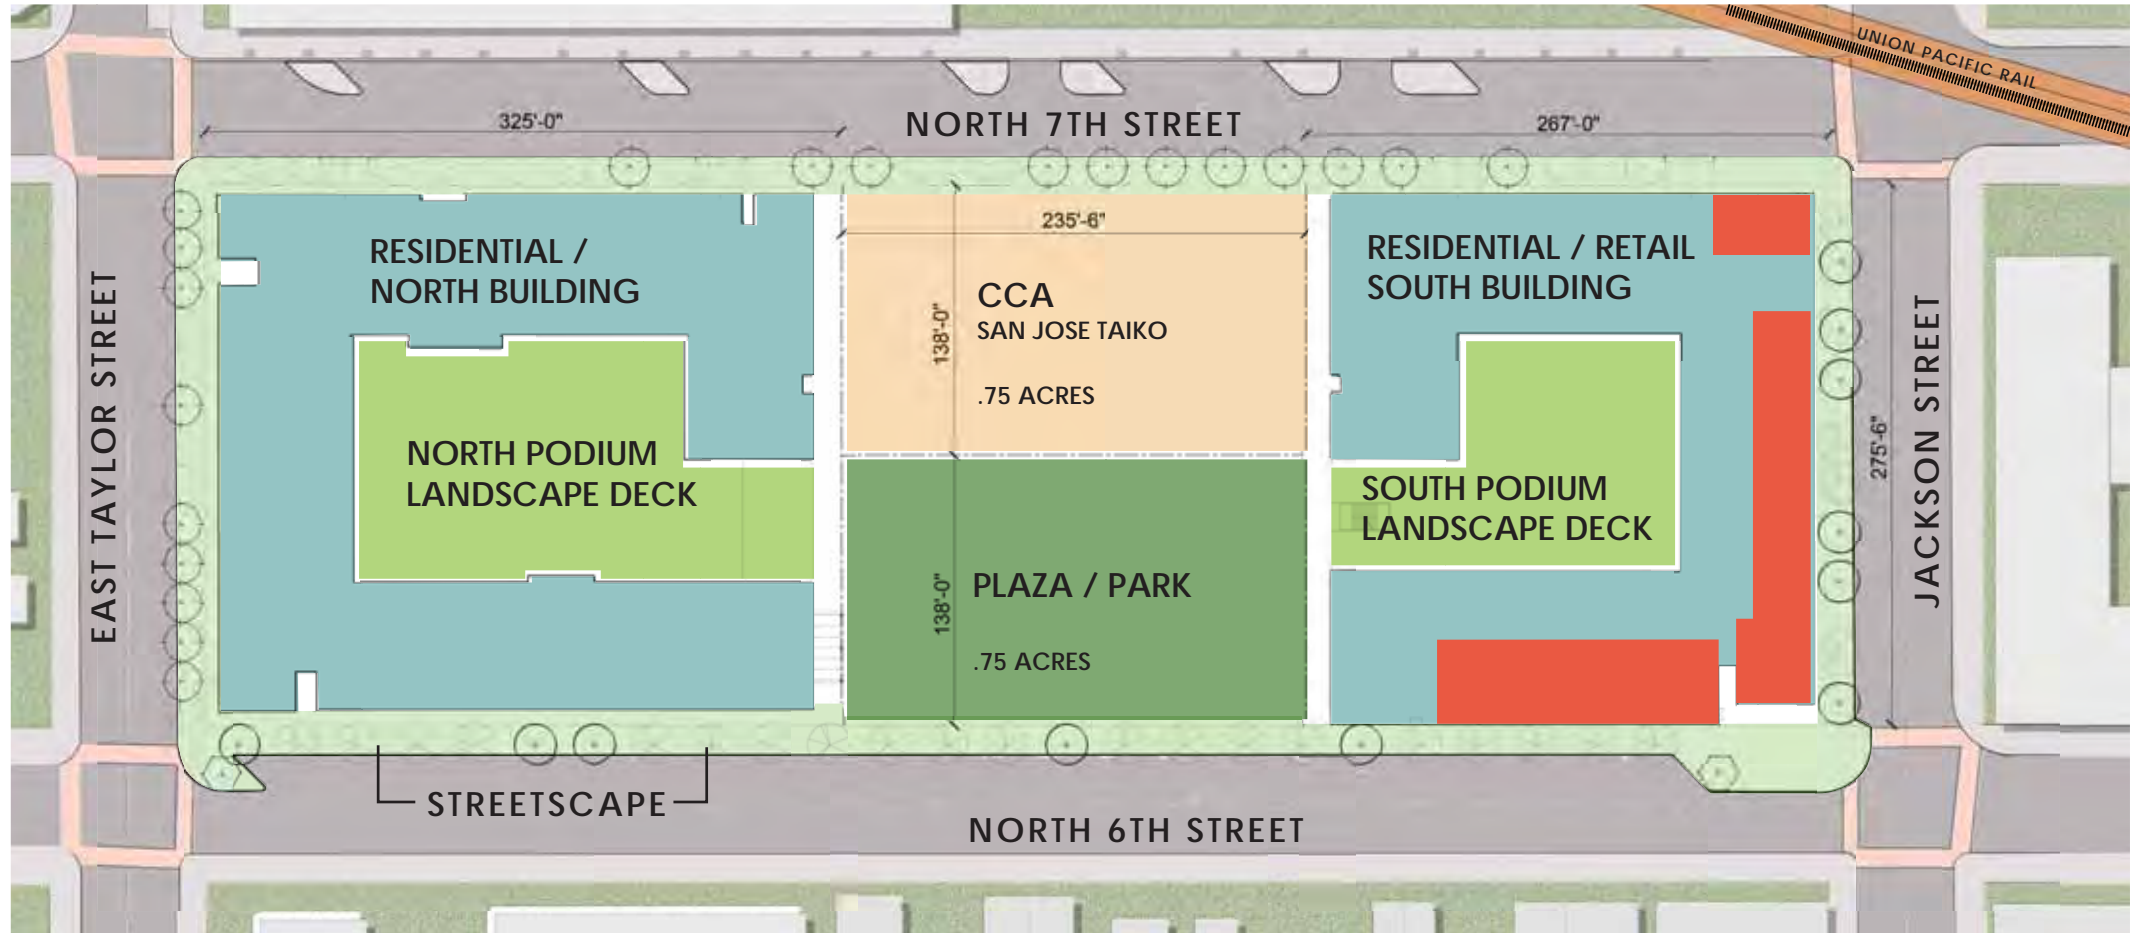 UNION PACIFIC RAIL
325'-0"
NORTH 7TH STREET
267'-0"
235'-6"
RESIDENTIAL /
NORTH BUILDING
CCA
SAN JOSE TAIKO
.75 ACRES
138'-0"
RESIDENTIAL / RETAIL
SOUTH BUILDING
EAST TAYLOR STREET
NORTH PODIUM
LANDSCAPE DECK
SOUTH PODIUM
LANDSCAPE DECK
275'-6"
JACKSON STREET
PLAZA / PARK
.75 ACRES
138'-0"
STREETSCAPE
NORTH 6TH STREET